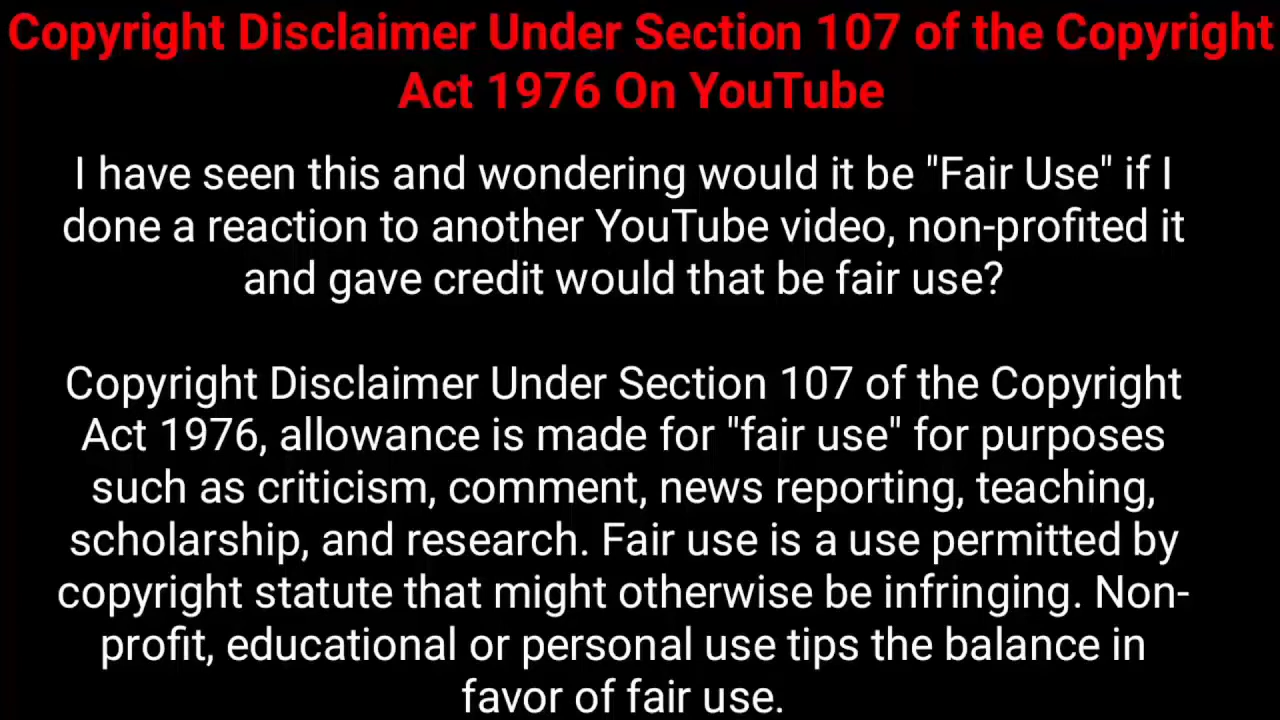 Copyright Disclaimer Under Section 107 of the Copyright
Act 1976 On YouTube
I have seen this and wondering would it be "Fair Use" if I
done a reaction to another YouTube video, non-profited it
and gave credit would that be fair use?
Copyright Disclaimer Under Section 107 of the Copyright
Act 1976, allowance is made for "fair use" for purposes
such as criticism, comment, news reporting, teaching,
scholarship, and research. Fair use is a use permitted by
copyright statute that might otherwise be infringing. Non-
profit, educational or personal use tips the balance in
favor of fair use.